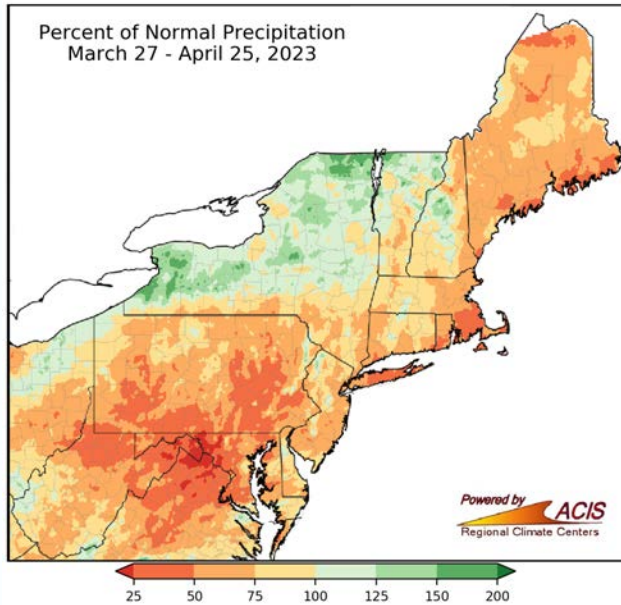 Percent of Normal Precipitation
March 27 - April 25, 2023
Powered by
ACIS
Regional Climate Centers
25 50 75 100 125 150 200